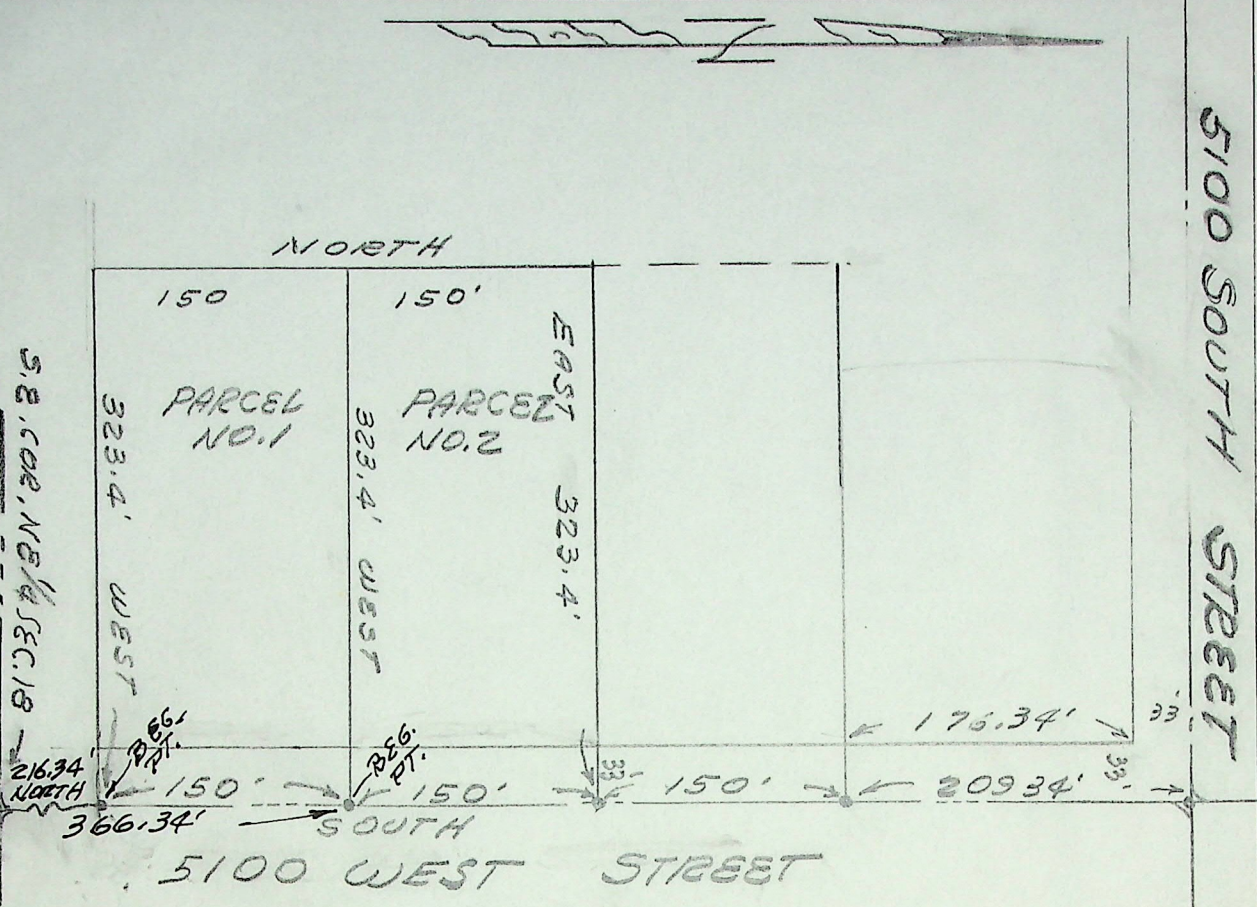 NORTH
150
150'
PARCEL
NO.1
PARCEL
NO.2
323.4' WEST
323.4' WEST
EAST 323.4'
S.E. COR. NE 1/4 SEC. 18
216.34'
NORTH
BEG.
PT.
BEG.
PT.
150'
150'
33
150'
176.34'
33'
33
20934'
366.34'
SOUTH
5100 WEST STREET
5100 SOUTH STREET